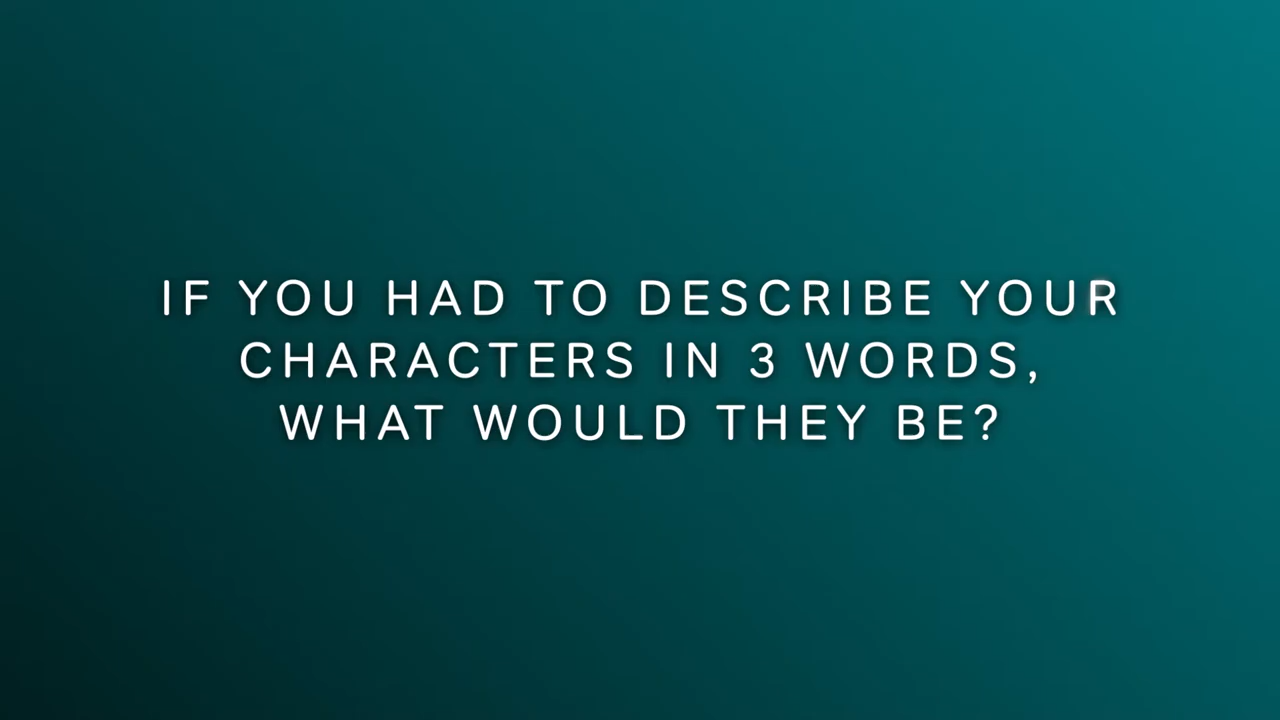 IF YOU HAD TO DESCRIBE YOUR
CHARACTERS IN 3 WORDS,
WHAT WOULD THEY BE?